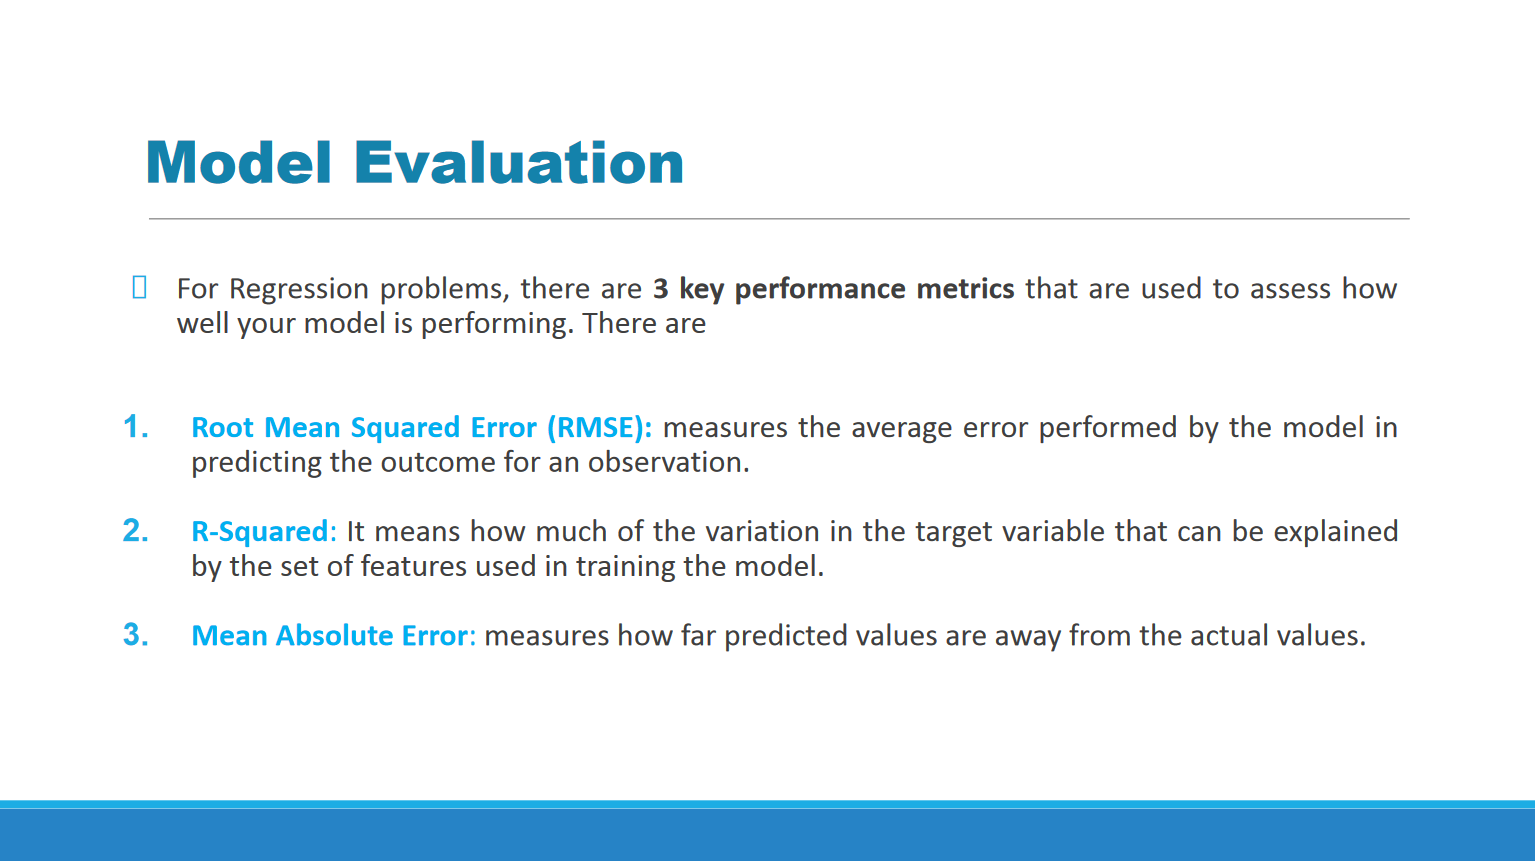 Model Evaluation
For Regression problems, there are 3 key performance metrics that are used to assess how
well your model is performing. There are
1. Root Mean Squared Error (RMSE): measures the average error performed by the model in
predicting the outcome for an observation.
2. R-Squared: It means how much of the variation in the target variable that can be explained
by the set of features used in training the model.
3. Mean Absolute Error: measures how far predicted values are away from the actual values.